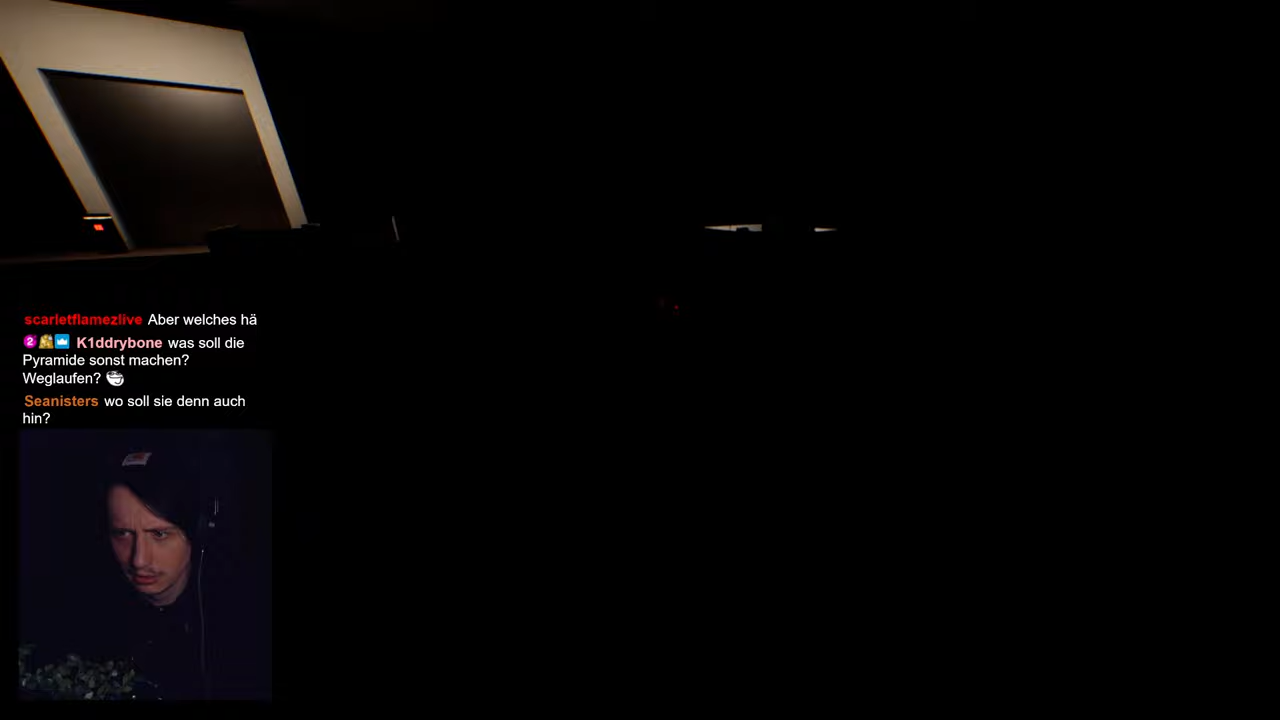 scarletflamezlive Aber welches hä
2 K1ddrybone was soll die
Pyramide sonst machen?
Weglaufen?
Seanisters wo soll sie denn auch
hin?